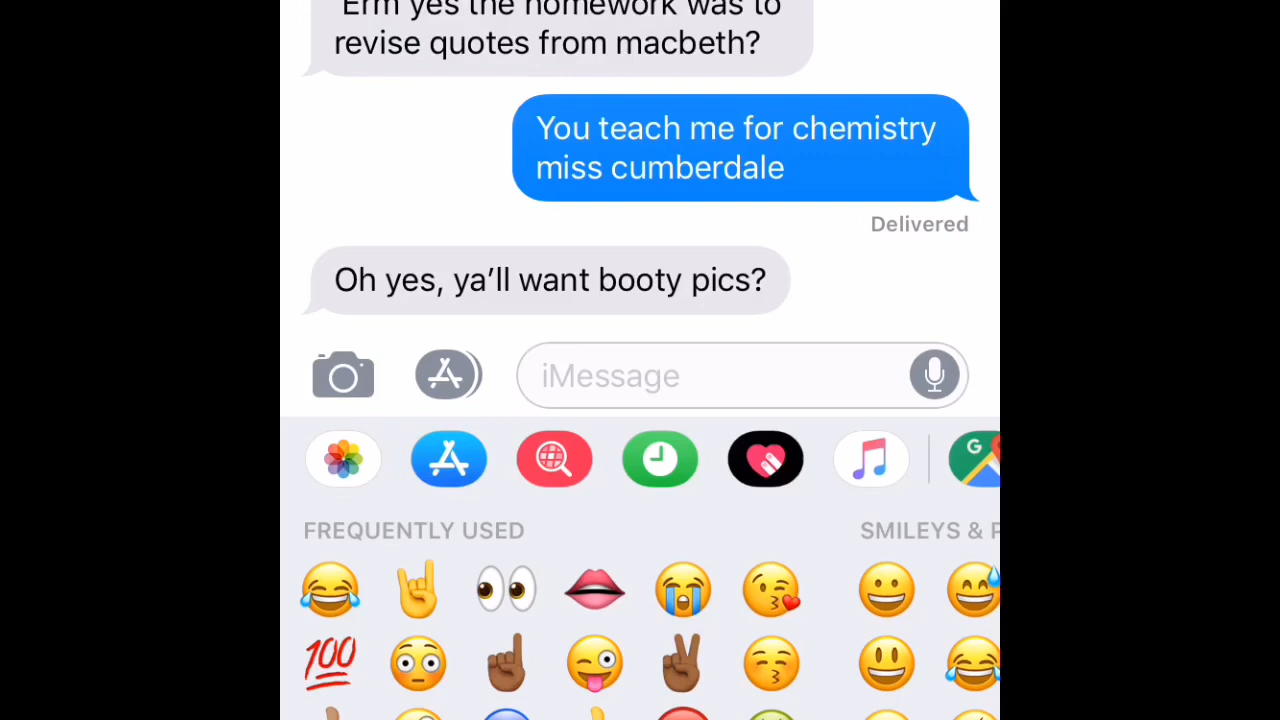 Erm yes the homework was to
revise quotes from macbeth?
You teach me for chemistry
miss cumberdale
Delivered
Oh yes, ya’ll want booty pics?
iMessage
G
FREQUENTLY USED
SMILEYS & P
100